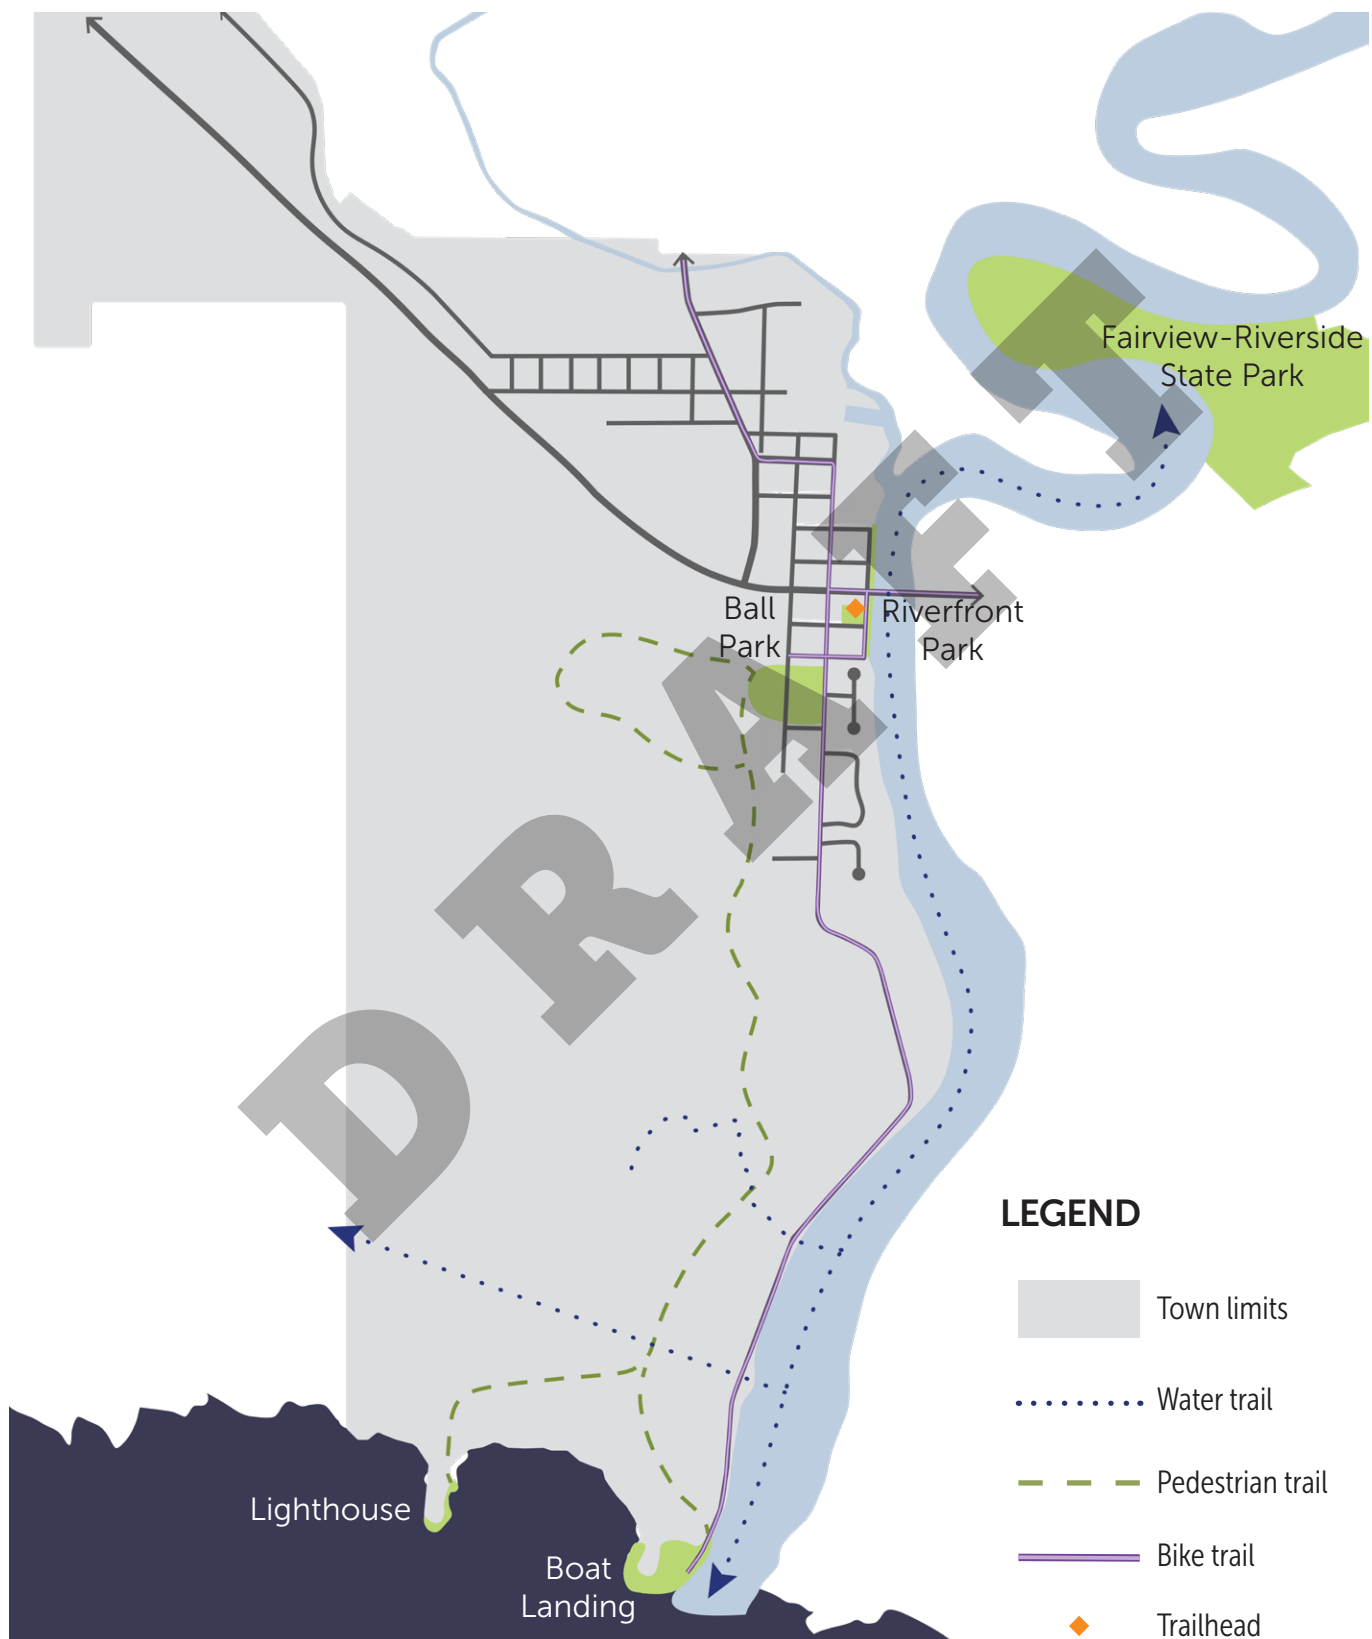 Fairview-Riverside
State Park
Ball
Park
Riverfront
Park
DRAFT
LEGEND
Town limits
Water trail
Pedestrian trail
Lighthouse
Bike trail
Boat
Landing
Trailhead